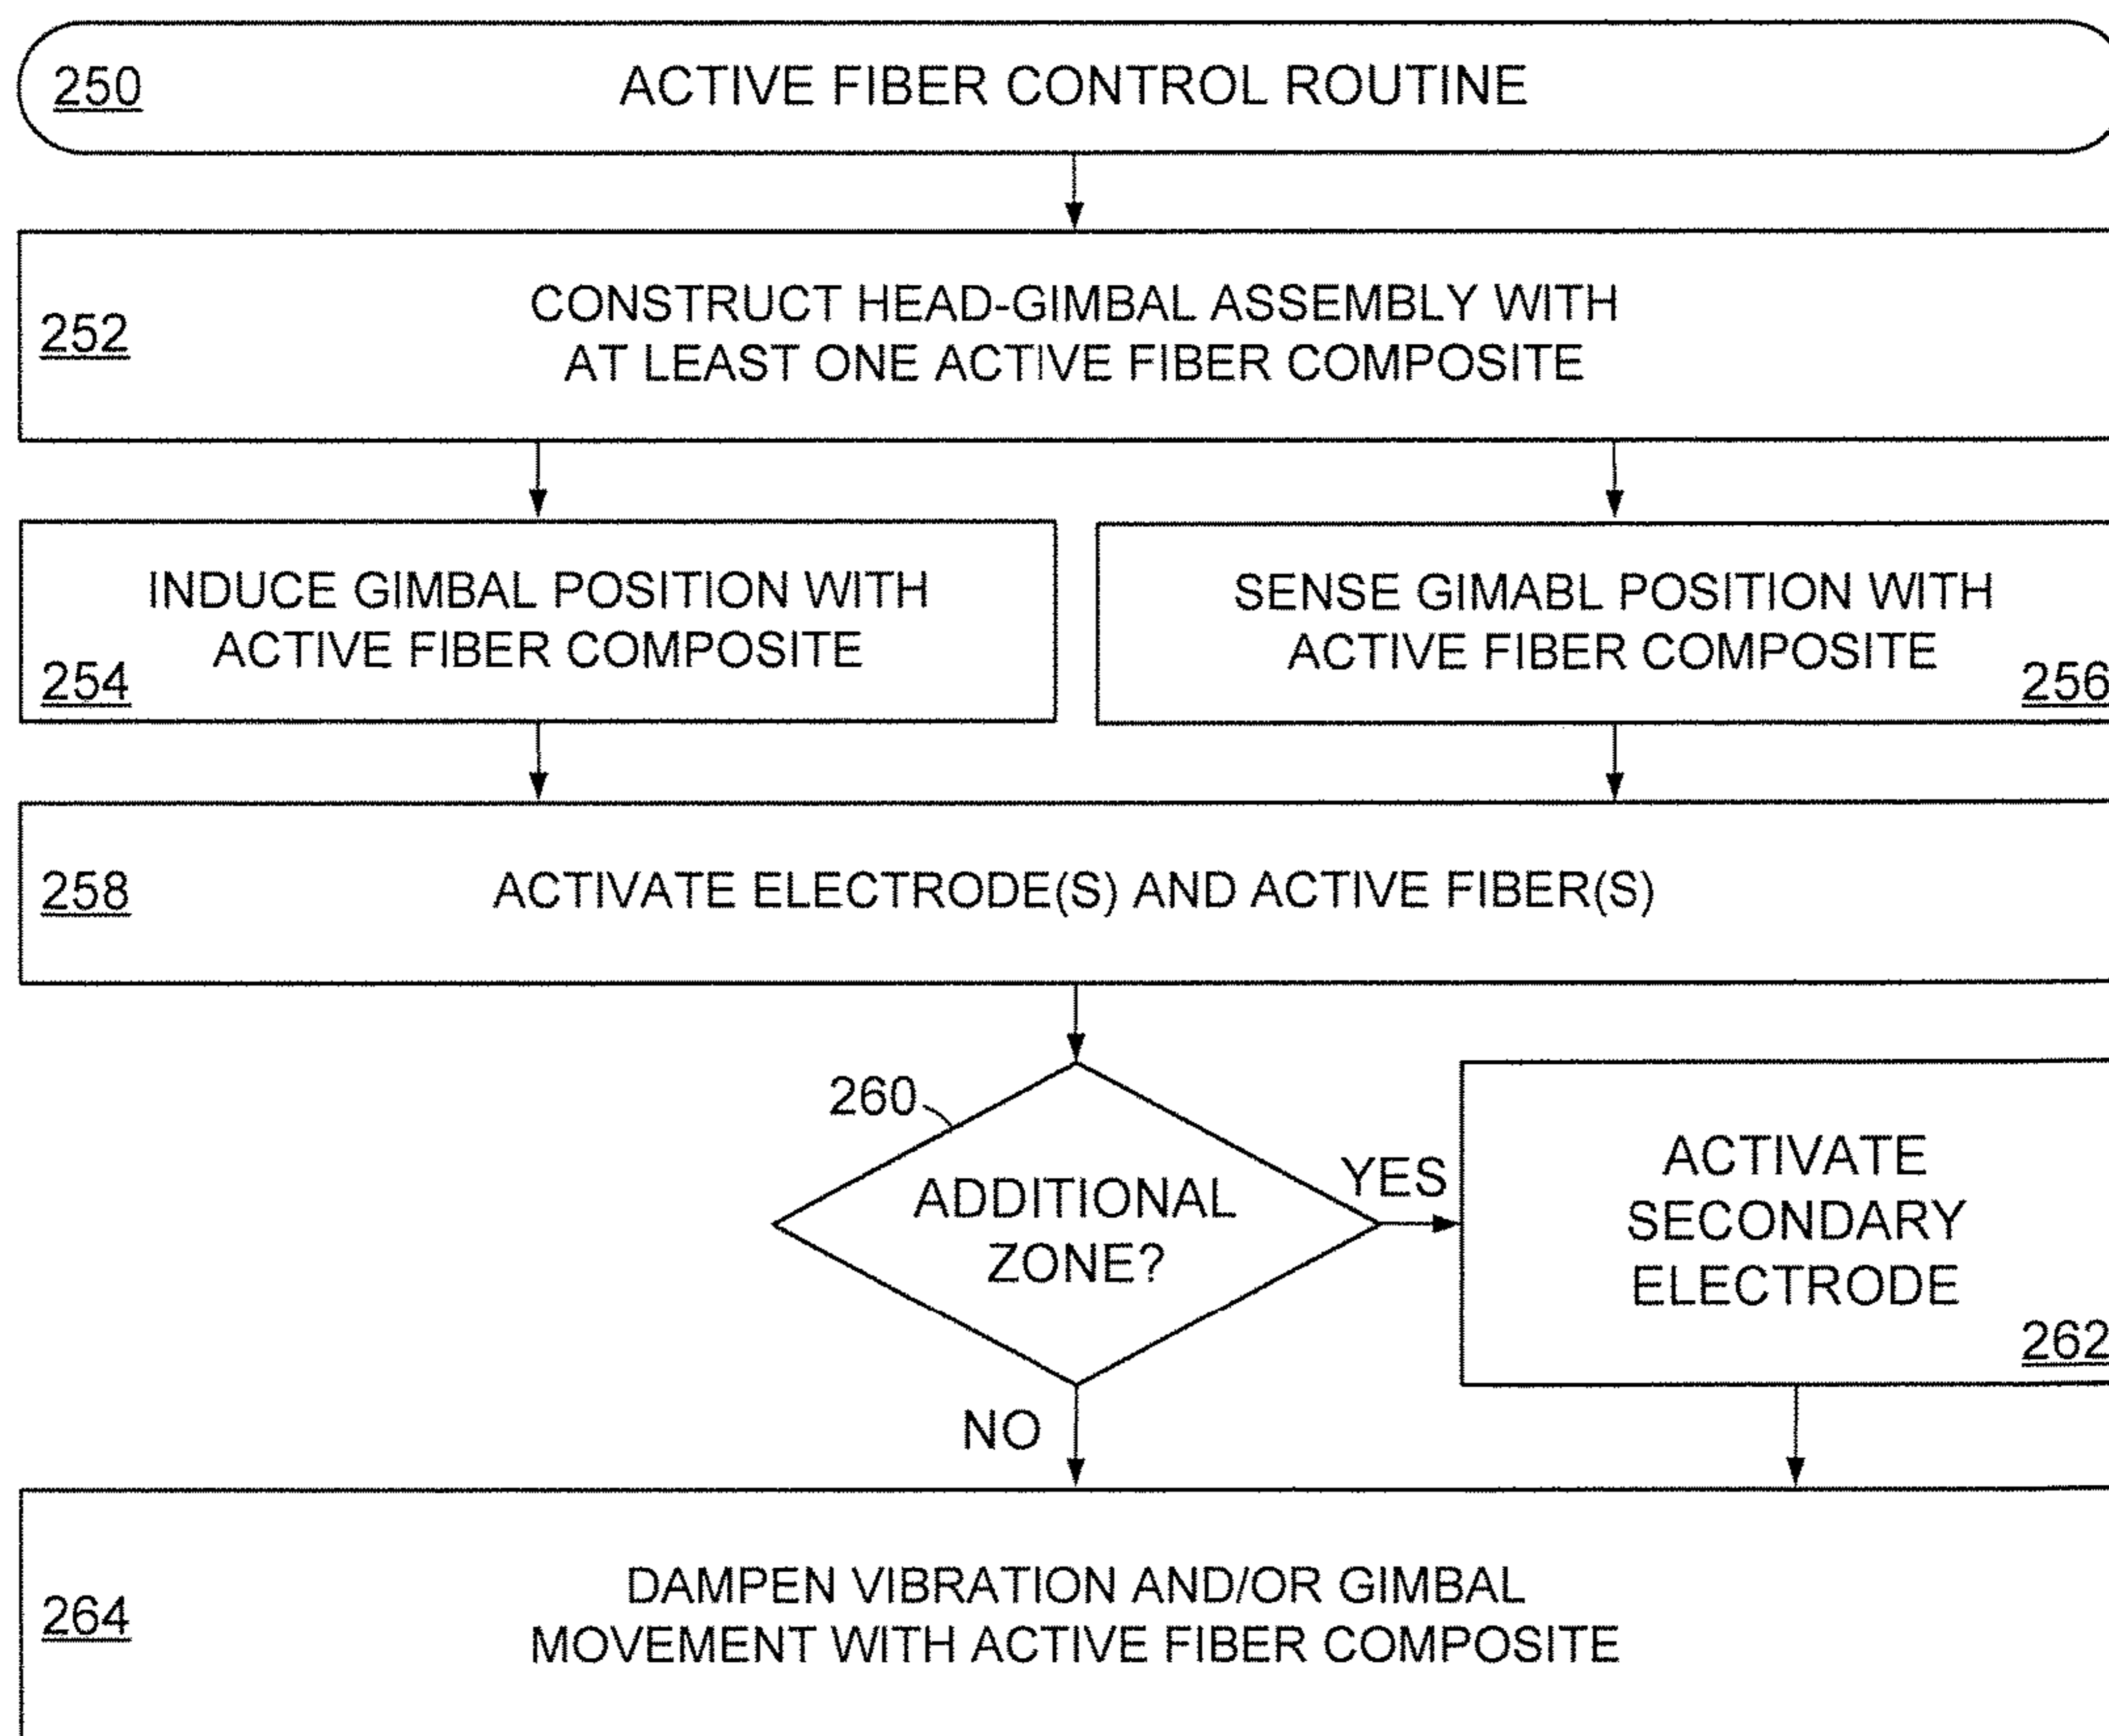 250
ACTIVE FIBER CONTROL ROUTINE
252
CONSTRUCT HEAD-GIMBAL ASSEMBLY WITH
AT LEAST ONE ACTIVE FIBER COMPOSITE
INDUCE GIMBAL POSITION WITH
ACTIVE FIBER COMPOSITE
254
SENSE GIMABL POSITION WITH
ACTIVE FIBER COMPOSITE
256
258
ACTIVATE ELECTRODE(S) AND ACTIVE FIBER(S)
260
ADDITIONAL
ZONE?
YES
NO
ACTIVATE
SECONDARY
ELECTRODE
262
264
DAMPEN VIBRATION AND/OR GIMBAL
MOVEMENT WITH ACTIVE FIBER COMPOSITE